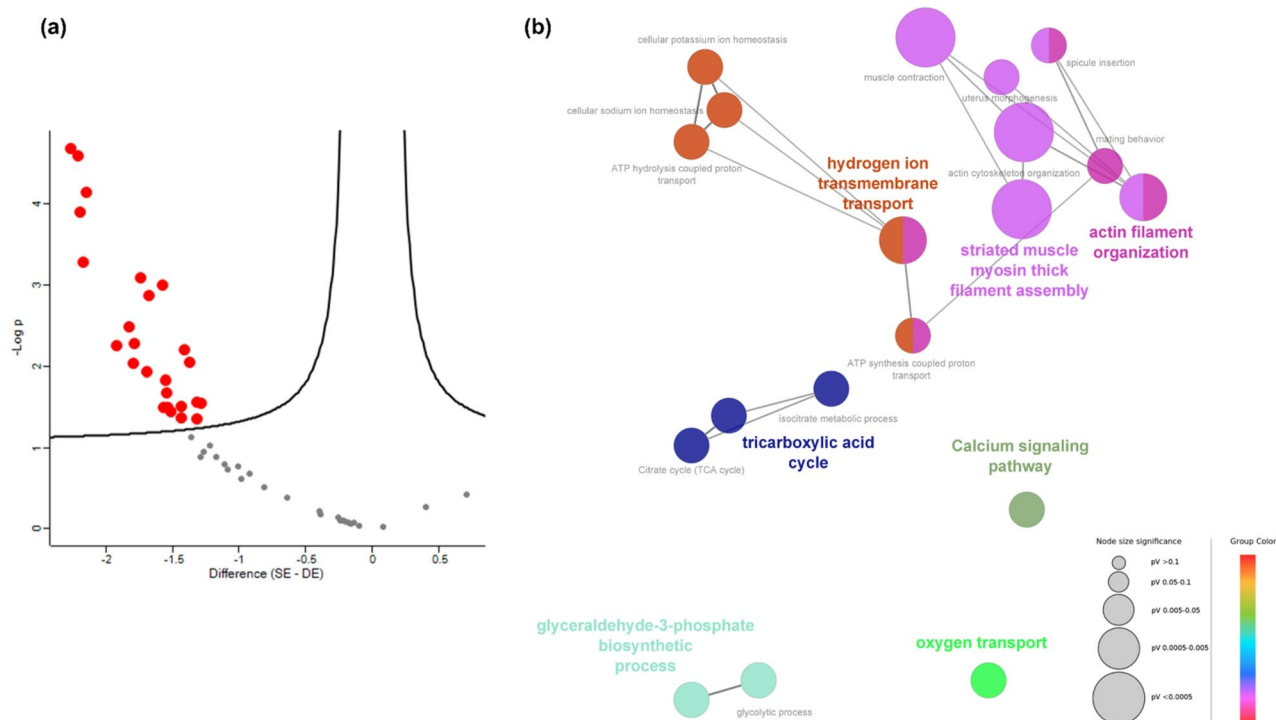 (a)
-Log p
4
3
2
1
0
-2
-1.5
-1
-0.5
0
0.5
Difference (SE - DE)
(b)
cellular potassium ion homeostasis
cellular sodium ion homeostasis
ATP hydrolysis coupled proton
transport
hydrogen ion
transmembrane
transport
muscle contraction
spicule insertion
uterus morphogenesis
mating behavior
actin cytoskeleton organization
striated muscle
myosin thick
filament assembly
actin filament
organization
ATP synthesis coupled proton
transport
isocitrate metabolic process
tricarboxylic acid
cycle
Citrate cycle (TCA cycle)
Calcium signaling
pathway
glyceraldehyde-3-phosphate
biosynthetic
process
glycolytic process
oxygen transport
Node size significance
pV >0.1
pV 0.05-0.1
pV 0.005-0.05
pV 0.0005-0.005
pV <0.0005
Group Color